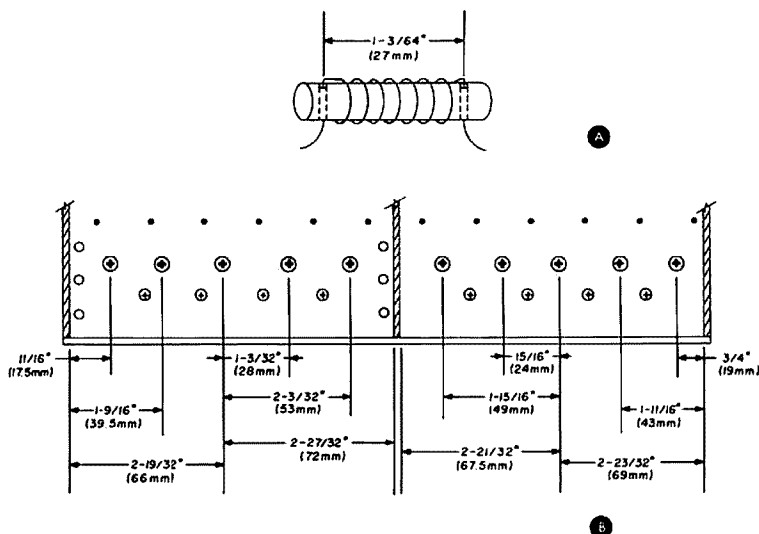 1-3/64"
(27mm)
A
11/16"
(17.5mm)
1-3/32"
(28mm)
15/16"
(24mm)
3/4"
(19mm)
2-3/32"
(53mm)
1-15/16"
(49mm)
1-9/16"
(39.5mm)
1-11/16"
(43mm)
2-27/32"
(72mm)
2-19/32"
(66mm)
2-21/32"
(67.5mm)
2-23/32"
(69mm)
B